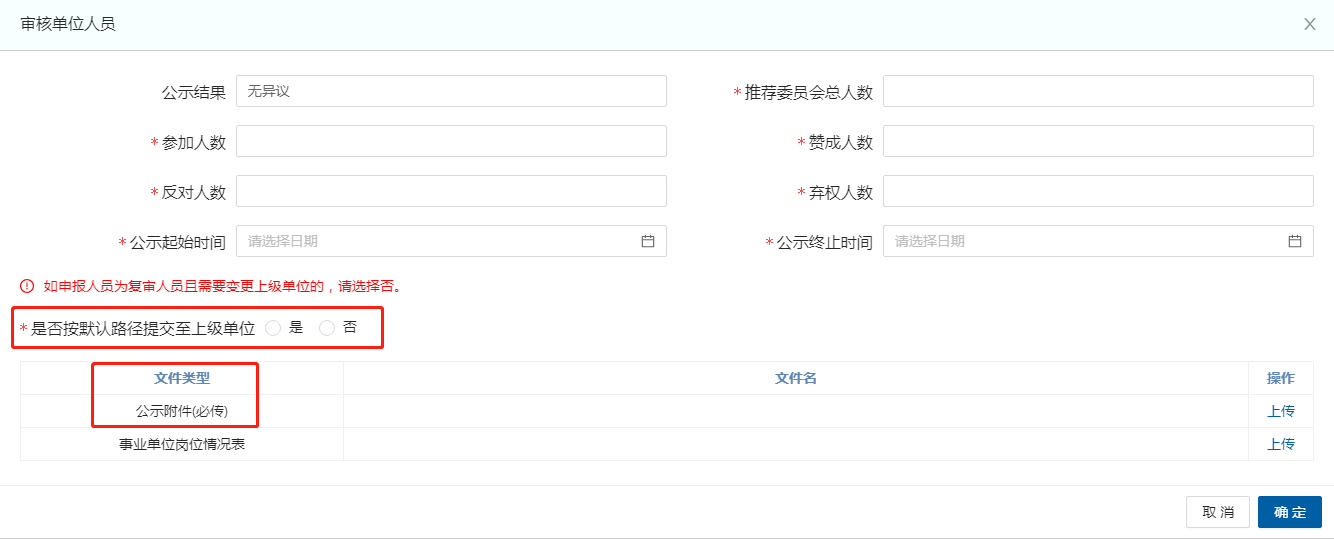 审核单位人员
公示结果 无异议 *推荐委员会总人数
*参加人数 *赞成人数
*反对人数 *弃权人数
*公示起始时间 请选择日期 *公示终止时间 请选择日期
如申报人员为复审人员且需要变更上级单位的，请选择否。
*是否按默认路径提交至上级单位 是 否
文件类型 文件名 操作
公示附件(必传) 上传
事业单位岗位情况表 上传
取 消 确 定